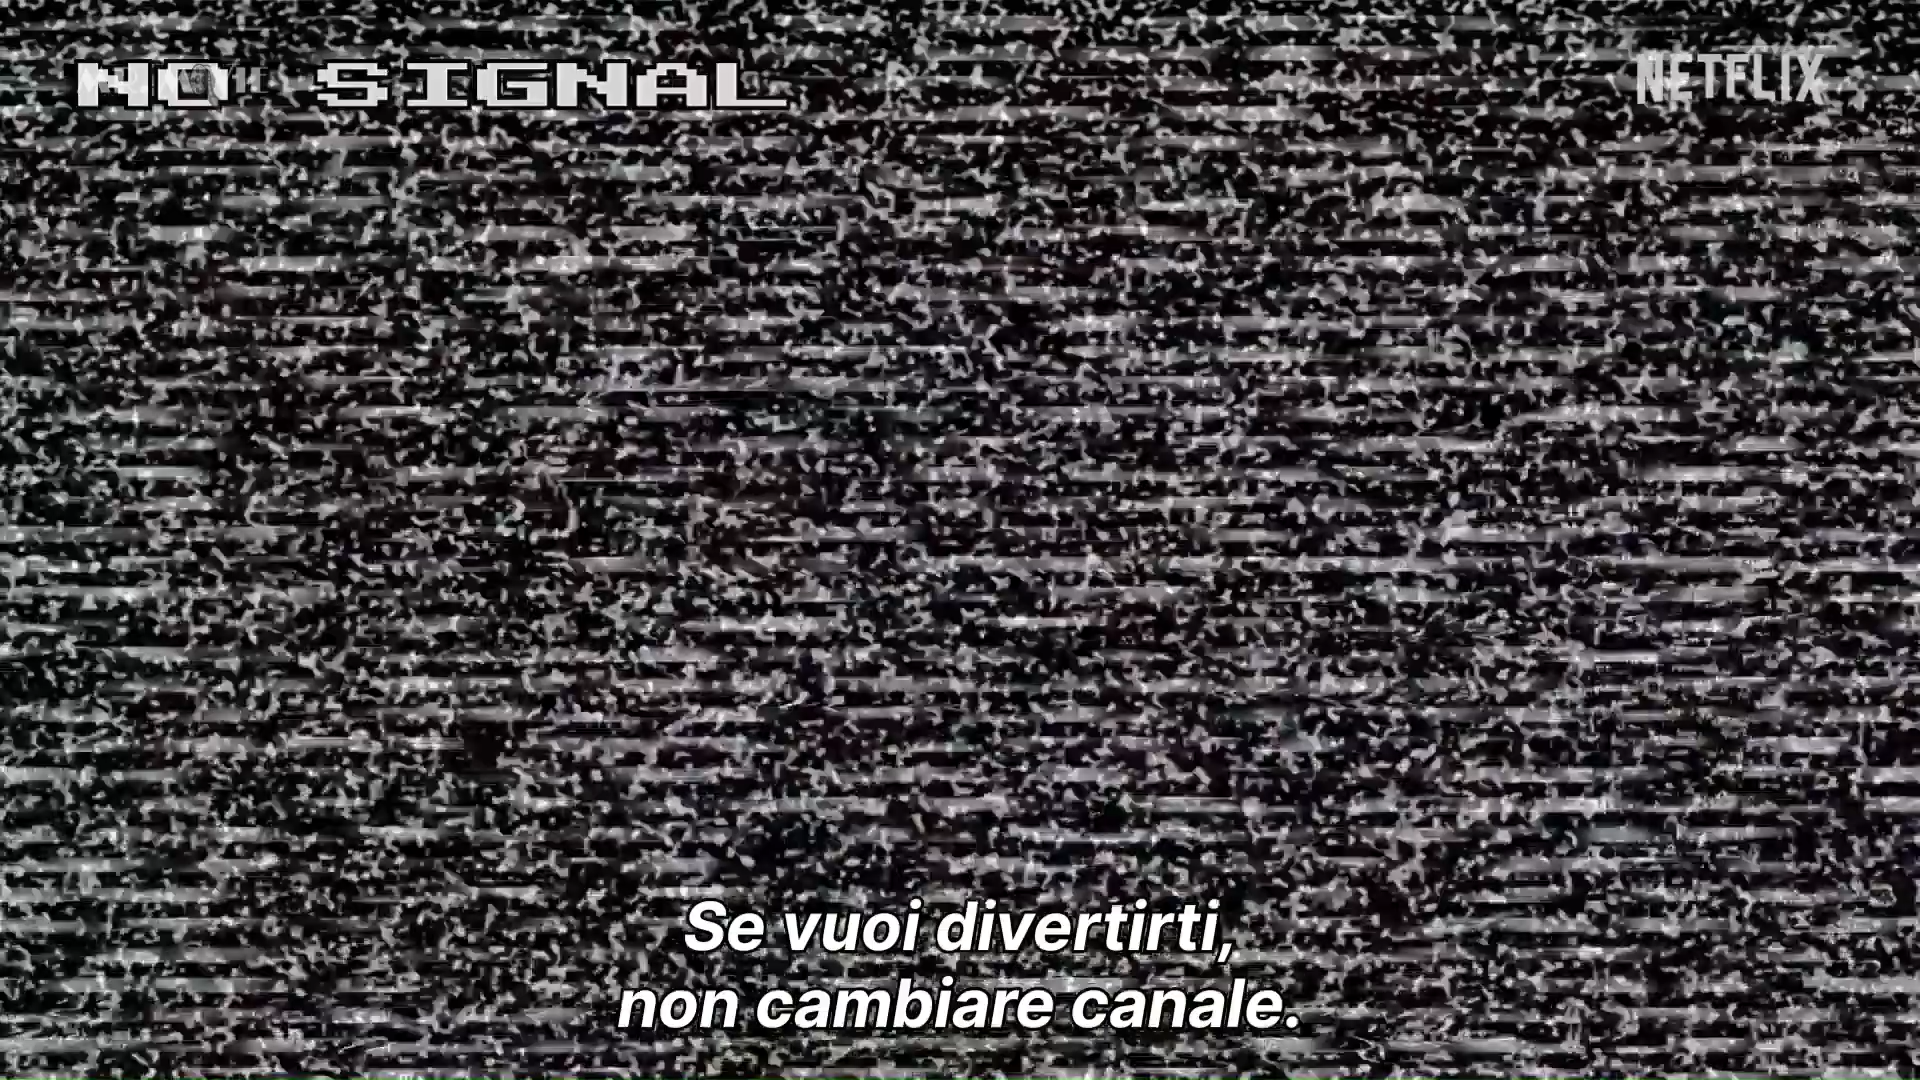 NO SIGNAL
NETFLIX
Se vuoi divertirti,
non cambiare canale.